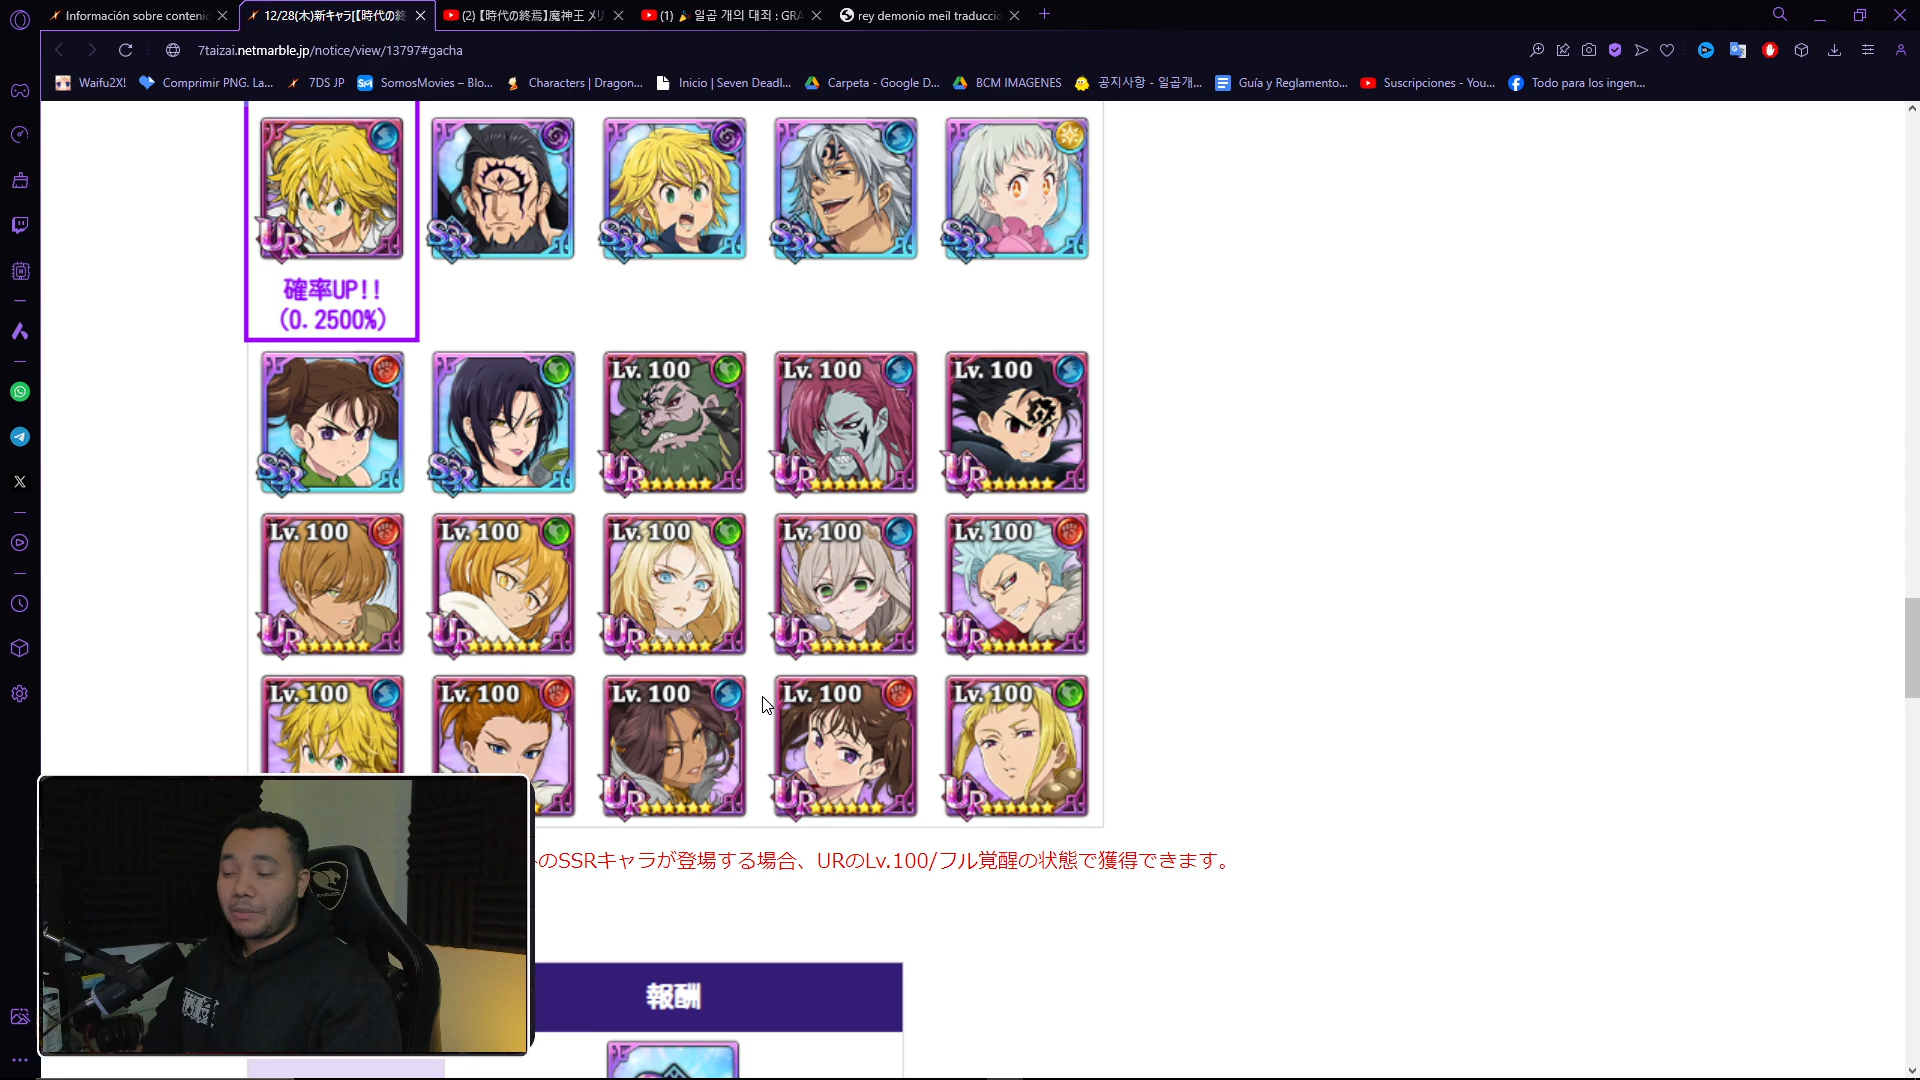 Información sobre contenic
12/28(木)新キャラ[【時代の終
(2)【時代の終焉】魔神王 メリ
(1) 🎉 일곱 개의 대죄 : GRA
rey demonio meil traducció
7taizai.netmarble.jp/notice/view/13797#gacha
Waifu2X!
Comprimir PNG. La...
7DS JP
SomosMovies – Blo...
Characters | Dragon...
Inicio | Seven Deadl...
Carpeta - Google D...
BCM IMAGENES
공지사항 - 일곱개...
Guía y Reglamento...
Suscripciones - You...
Todo para los ingen...
UR
SSR
SSR
SSR
SSR
確率UP!!
(0.2500%)
SSR
SSR
Lv. 100
UR
Lv. 100
UR
Lv. 100
UR
Lv. 100
UR
Lv. 100
UR
Lv. 100
UR
Lv. 100
UR
Lv. 100
UR
Lv. 100
Lv. 100
Lv. 100
UR
Lv. 100
UR
Lv. 100
UR
のSSRキャラが登場する場合、URのLv.100/フル覚醒の状態で獲得できます。
報酬